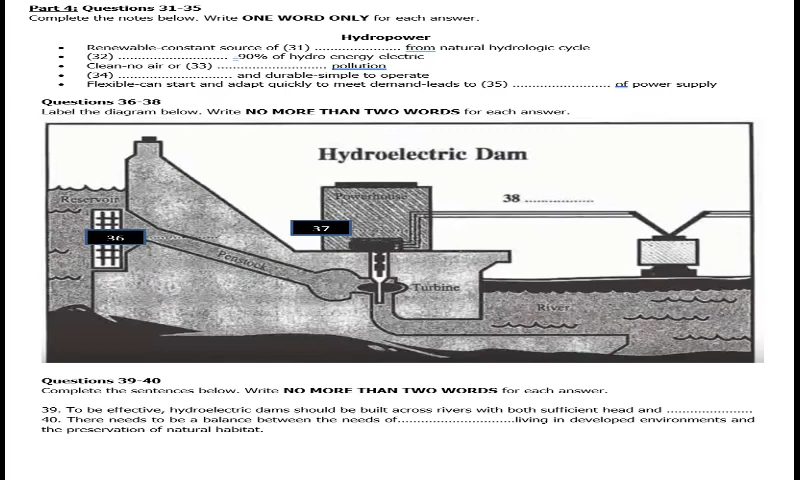 Part 4: Questions 31-35
Complete the notes below. Write ONE WORD ONLY for each answer.
Hydropower
• Renewable-constant source of (31) ........................ from natural hydrologic cycle
• (32) .............................. -90% of hydro energy electric
• Clean-no air or (33) .............................. pollution
• (34) .............................. and durable-simple to operate
• Flexible-can start and adapt quickly to meet demand-leads to (35) .......................... of power supply
Questions 36-38
Label the diagram below. Write NO MORE THAN TWO WORDS for each answer.
Hydroelectric Dam
Reservoir
Powerhouse
38 ..................
36
37
Penstock
Turbine
River
Questions 39-40
Complete the sentences below. Write NO MORE THAN TWO WORDS for each answer.
39. To be effective, hydroelectric dams should be built across rivers with both sufficient head and ......................
40. There needs to be a balance between the needs of..............................living in developed environments and
the preservation of natural habitat.